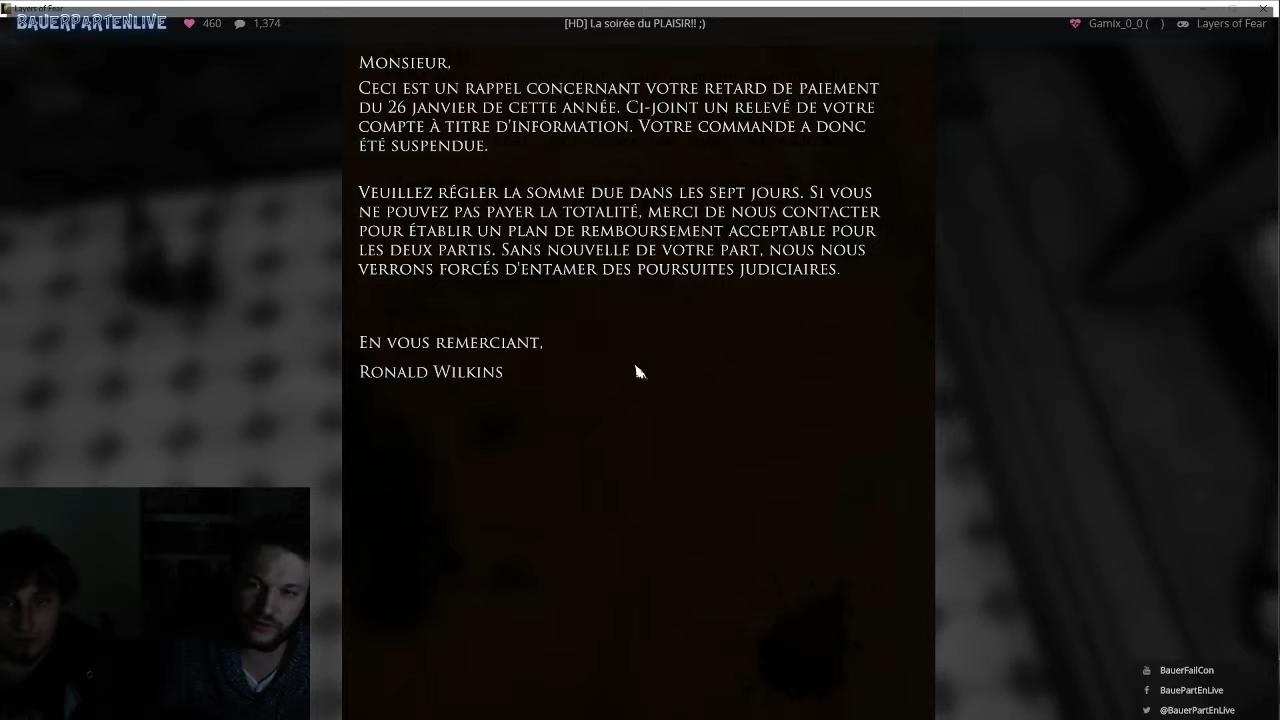 Layers of Fear
BAUERPARTENLIVE
460 1,374
[HD] La soirée du PLAISIR!! ;)
Gamix_0_0 ( )
Layers of Fear
Monsieur,
Ceci est un rappel concernant votre retard de paiement
du 26 janvier de cette année. Ci-joint un relevé de votre
compte à titre d'information. Votre commande a donc
été suspendue.
Veuillez régler la somme due dans les sept jours. Si vous
ne pouvez pas payer la totalité, merci de nous contacter
pour établir un plan de remboursement acceptable pour
les deux partis. Sans nouvelle de votre part, nous nous
verrons forcés d'entamer des poursuites judiciaires.
En vous remerciant,
Ronald Wilkins
BauerFailCon
BauePartEnLive
@BauerPartEnLive